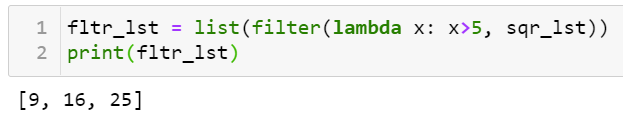 1 fltr_lst = list(filter(lambda x: x>5, sqr_lst))
2 print(fltr_lst)
[9, 16, 25]